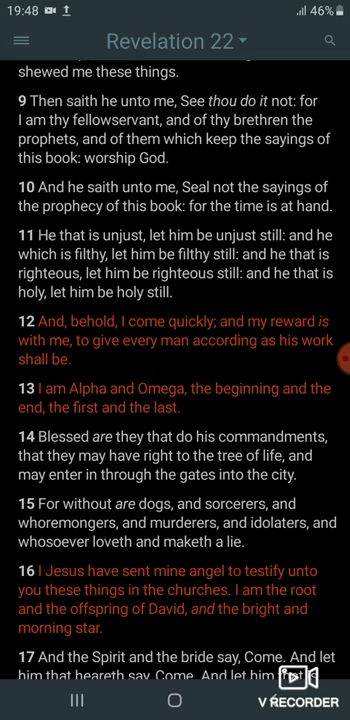 19:48 46%
Revelation 22
shewed me these things.
9 Then saith he unto me, See thou do it not: for
I am thy fellowservant, and of thy brethren the
prophets, and of them which keep the sayings of
this book: worship God.
10 And he saith unto me, Seal not the sayings of
the prophecy of this book: for the time is at hand.
11 He that is unjust, let him be unjust still: and he
which is filthy, let him be filthy still: and he that is
righteous, let him be righteous still: and he that is
holy, let him be holy still.
12 And, behold, I come quickly; and my reward is
with me, to give every man according as his work
shall be.
13 I am Alpha and Omega, the beginning and the
end, the first and the last.
14 Blessed are they that do his commandments,
that they may have right to the tree of life, and
may enter in through the gates into the city.
15 For without are dogs, and sorcerers, and
whoremongers, and murderers, and idolaters, and
whosoever loveth and maketh a lie.
16 I Jesus have sent mine angel to testify unto
you these things in the churches. I am the root
and the offspring of David, and the bright and
morning star.
17 And the Spirit and the bride say, Come. And let
him that heareth say, Come. And let him that is
V RECORDER